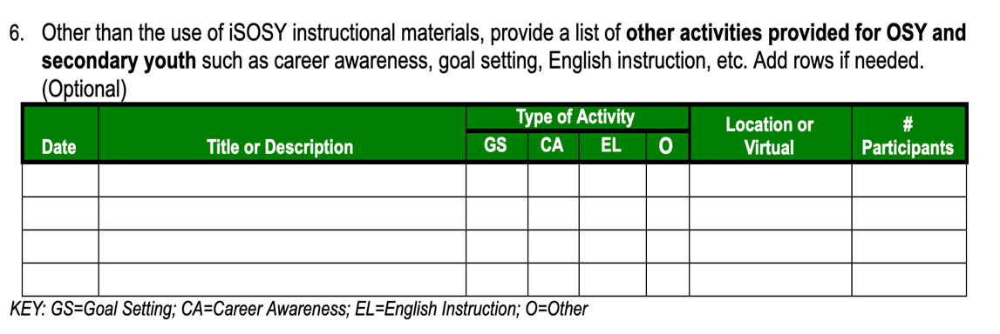 6. Other than the use of iSOSY instructional materials, provide a list of other activities provided for OSY and
secondary youth such as career awareness, goal setting, English instruction, etc. Add rows if needed.
(Optional)
Date
Title or Description
Type of Activity
GS CA EL O
Location or
Virtual
#
Participants
KEY: GS=Goal Setting; CA=Career Awareness; EL=English Instruction; O=Other